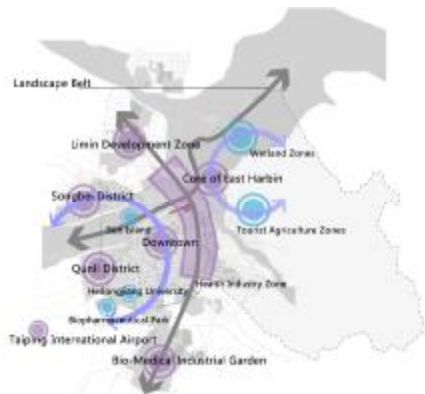 Landscape Belt
Limin Development Zone
Wetland Zones
Core of East Harbin
Songbei District
Sun Island
Tourist Agriculture Zones
Downtown
Qunli District
Health Industry Zone
Heilongjiang University
Biopharmaceutical Park
Taiping International Airport
Bio-Medical Industrial Garden